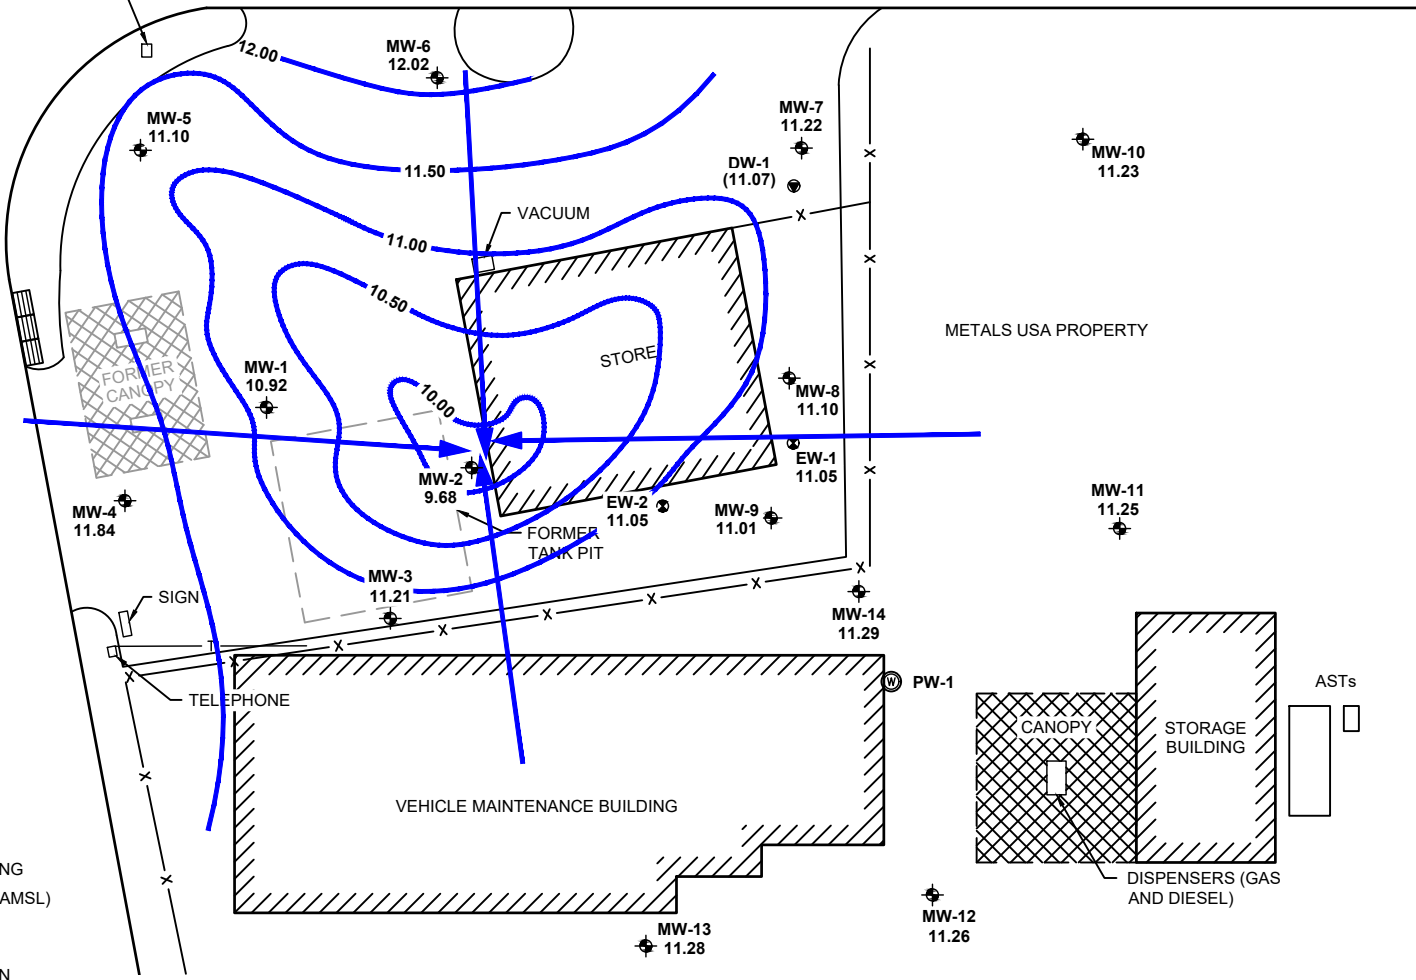 12.00
MW-6
12.02
MW-5
11.10
MW-7
11.22
DW-1
(11.07)
MW-10
11.23
11.50
VACUUM
11.00
10.50
STORE
METALS USA PROPERTY
FORMER
CANOPY
MW-1
10.92
10.00
MW-8
11.10
EW-1
11.05
MW-2
9.68
MW-4
11.84
EW-2
11.05
MW-9
11.01
MW-11
11.25
FORMER
TANK PIT
MW-3
11.21
SIGN
MW-14
11.29
T
TELEPHONE
W
PW-1
ASTs
CANOPY
STORAGE
BUILDING
VEHICLE MAINTENANCE BUILDING
NG
AMSL)
DISPENSERS (GAS
AND DIESEL)
MW-12
11.26
MW-13
11.28
N